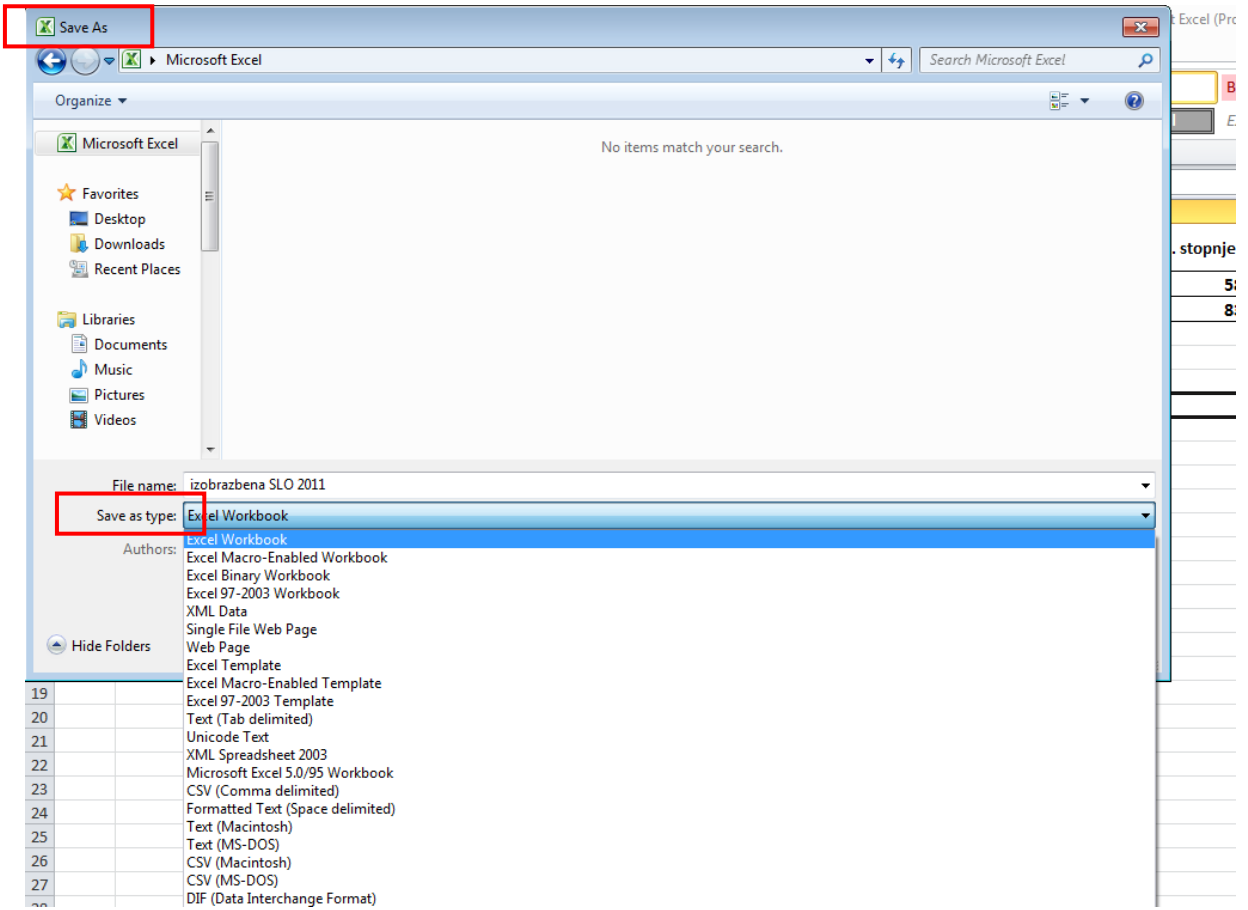 Save As
t Excel (Pro
Microsoft Excel
Search Microsoft Excel
Organize
B
Microsoft Excel
No items match your search.
Favorites
Desktop
Downloads
. stopnje
Recent Places
58
83
Libraries
Documents
Music
Pictures
Videos
File name: izobrazbena SLO 2011
Save as type: Excel Workbook
Authors:
Excel Workbook
Excel Macro-Enabled Workbook
Excel Binary Workbook
Excel 97-2003 Workbook
XML Data
Single File Web Page
Hide Folders
Web Page
Excel Template
Excel Macro-Enabled Template
19
Excel 97-2003 Template
20
Text (Tab delimited)
21
Unicode Text
XML Spreadsheet 2003
22
Microsoft Excel 5.0/95 Workbook
23
CSV (Comma delimited)
24
Formatted Text (Space delimited)
Text (Macintosh)
25
Text (MS-DOS)
26
CSV (Macintosh)
27
CSV (MS-DOS)
DIF (Data Interchange Format)